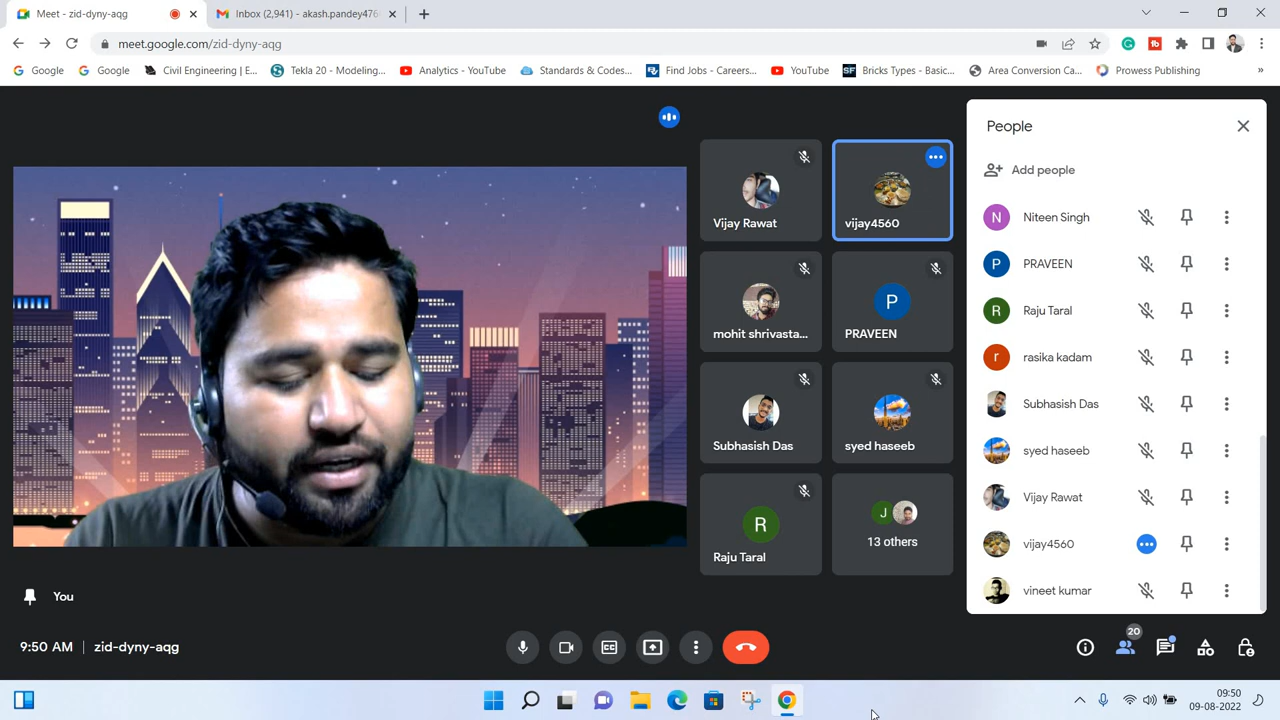 Meet - zid-dyny-aqg
Inbox (2,941) - akash.pandey476
meet.google.com/zid-dyny-aqg
Google
Google
Civil Engineering | E...
Tekla 20 - Modeling...
Analytics - YouTube
Standards & Codes...
Find Jobs - Careers...
YouTube
SF
Bricks Types - Basic...
Area Conversion Ca...
Prowess Publishing
»
Vijay Rawat
vijay4560
mohit shrivasta...
P
PRAVEEN
Subhasish Das
syed haseeb
R
Raju Taral
J
13 others
You
People
Add people
N
Niteen Singh
P
PRAVEEN
R
Raju Taral
r
rasika kadam
Subhasish Das
syed haseeb
Vijay Rawat
vijay4560
vineet kumar
9:50 AM | zid-dyny-aqg
CC
20
09:50
09-08-2022